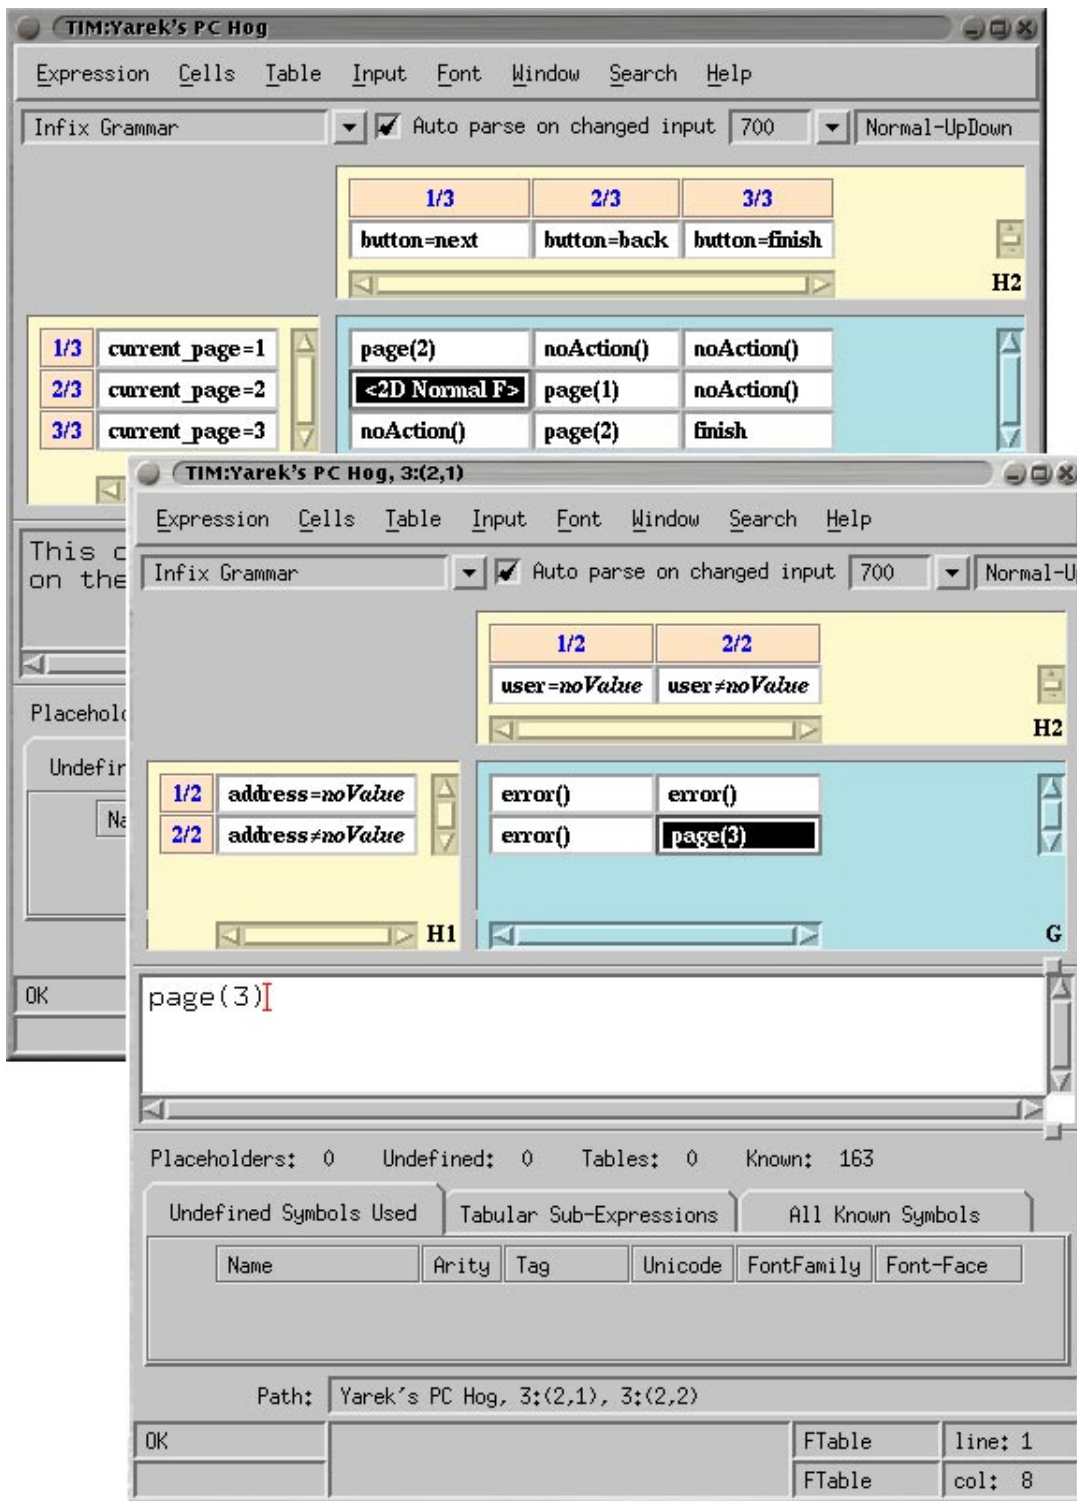 TIM:Yarek's PC Hog
Expression Cells Table Input Font Window Search Help
Infix Grammar Auto parse on changed input 700 Normal-UpDown
1/3 2/3 3/3
button=next button=back button=finish
H2
1/3 current_page=1 page(2) noAction() noAction()
2/3 current_page=2 <2D Normal F> page(1) noAction()
3/3 current_page=3 noAction() page(2) finish
This
on the
Undefin
OK
TIM:Yarek's PC Hog, 3:(2,1)
Expression Cells Table Input Font Window Search Help
Infix Grammar Auto parse on changed input 700 Normal-U
1/2 2/2
user=noValue user≠noValue
H2
1/2 address=noValue error() error()
2/2 address≠noValue error() page(3)
H1 G
page(3)
Placeholders: 0 Undefined: 0 Tables: 0 Known: 163
Undefined Symbols Used Tabular Sub-Expressions All Known Symbols
Name Arity Tag Unicode FontFamily Font-Face
Path: Yarek's PC Hog, 3:(2,1), 3:(2,2)
OK FTable line: 1
FTable col: 8